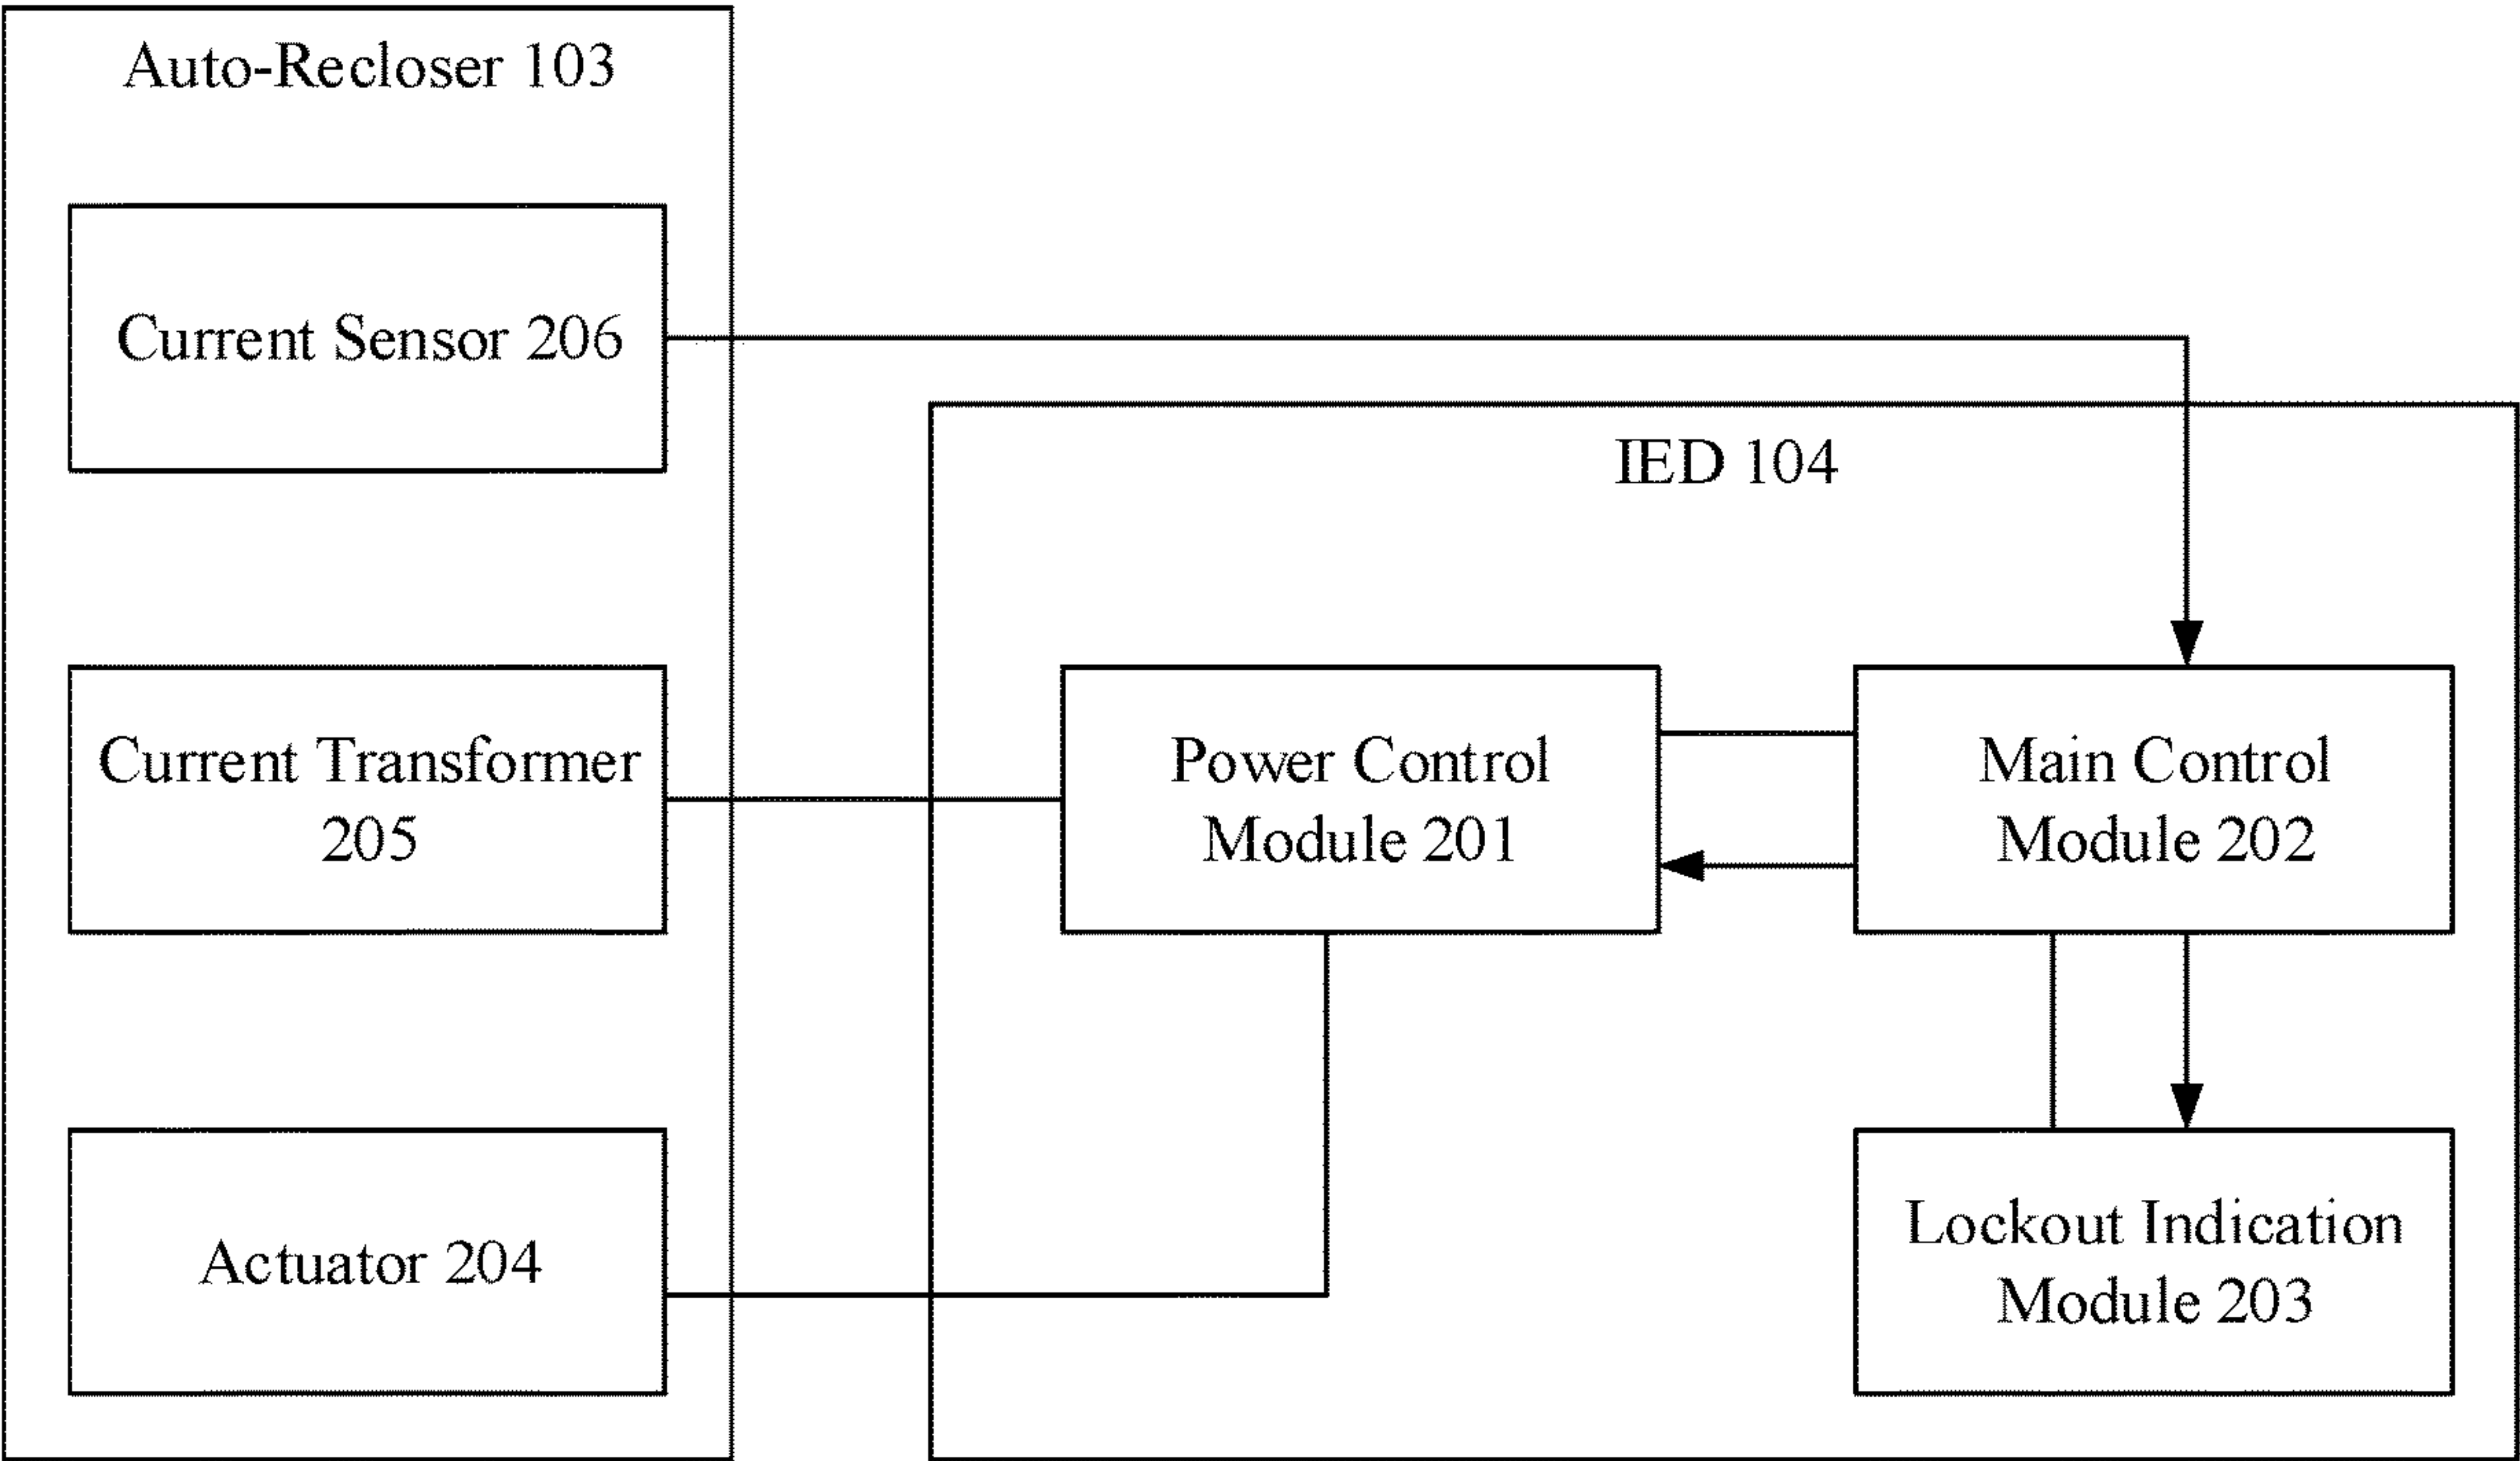 Auto-Recloser 103
Current Sensor 206
IED 104
Current Transformer
205
Power Control
Module 201
Main Control
Module 202
Actuator 204
Lockout Indication
Module 203